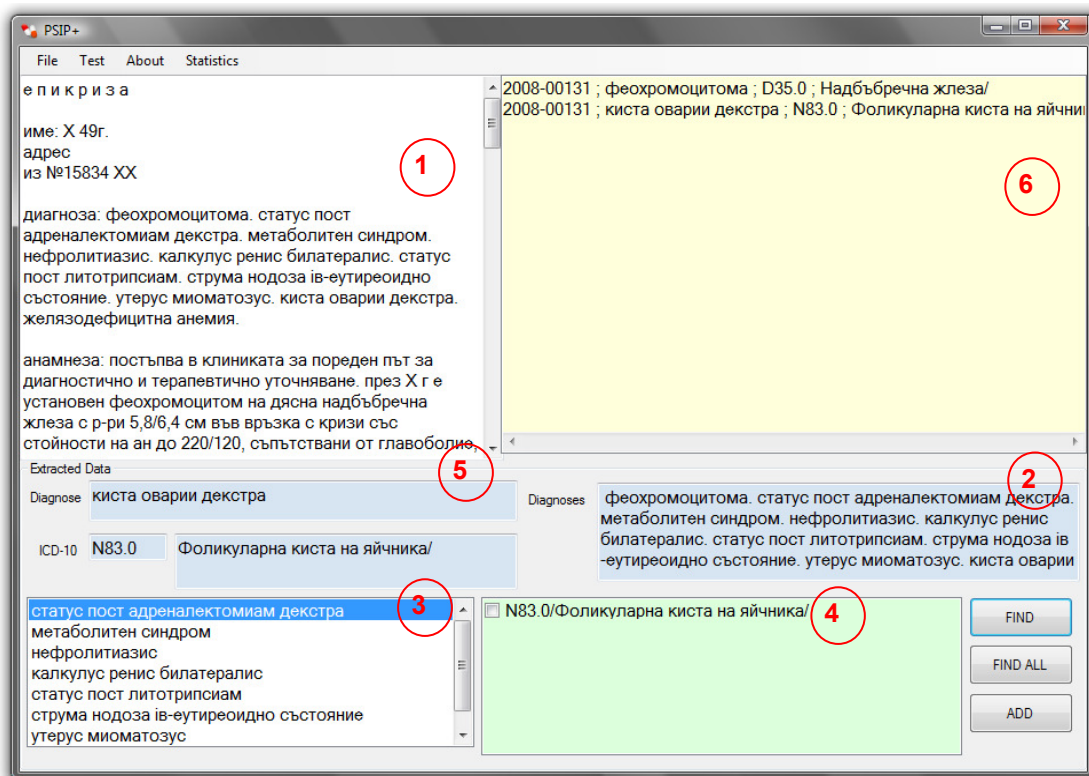 PSIP+
File Test About Statistics
е п и к р и з а
име: X 49г.
адрес
из №15834 XX
диагноза: феохромоцитома. статус пост
адреналектомиам декстра. метаболитен синдром.
нефролитиазис. калкулус ренис билатералис. статус
пост литотрипсиам. струма нодоза ів-еутиреоидно
състояние. утерус миоматозус. киста оварии декстра.
желязодефицитна анемия.
анамнеза: постъпва в клиниката за пореден път за
диагностично и терапевтично уточняване. през X г е
установен феохромоцитом на дясна надбъбречна
жлеза с р-ри 5,8/6,4 см във връзка с кризи със
стойности на ан до 220/120, съпътствани от главоболие,
1
2008-00131 ; феохромоцитома ; D35.0 ; Надбъбречна жлеза/
2008-00131 ; киста оварии декстра ; N83.0 ; Фоликуларна киста на яйчни
6
Extracted Data
5
Diagnose киста оварии декстра
ICD-10 N83.0 Фоликуларна киста на яйчника/
2
Diagnoses
феохромоцитома. статус пост адреналектомиам декстра.
метаболитен синдром. нефролитиазис. калкулус ренис
билатералис. статус пост литотрипсиам. струма нодоза ів
-еутиреоидно състояние. утерус миоматозус. киста оварии
статус пост адреналектомиам декстра
метаболитен синдром
нефролитиазис
калкулус ренис билатералис
статус пост литотрипсиам
струма нодоза ів-еутиреоидно състояние
утерус миоматозус
3
N83.0/Фоликуларна киста на яйчника/
4
FIND
FIND ALL
ADD